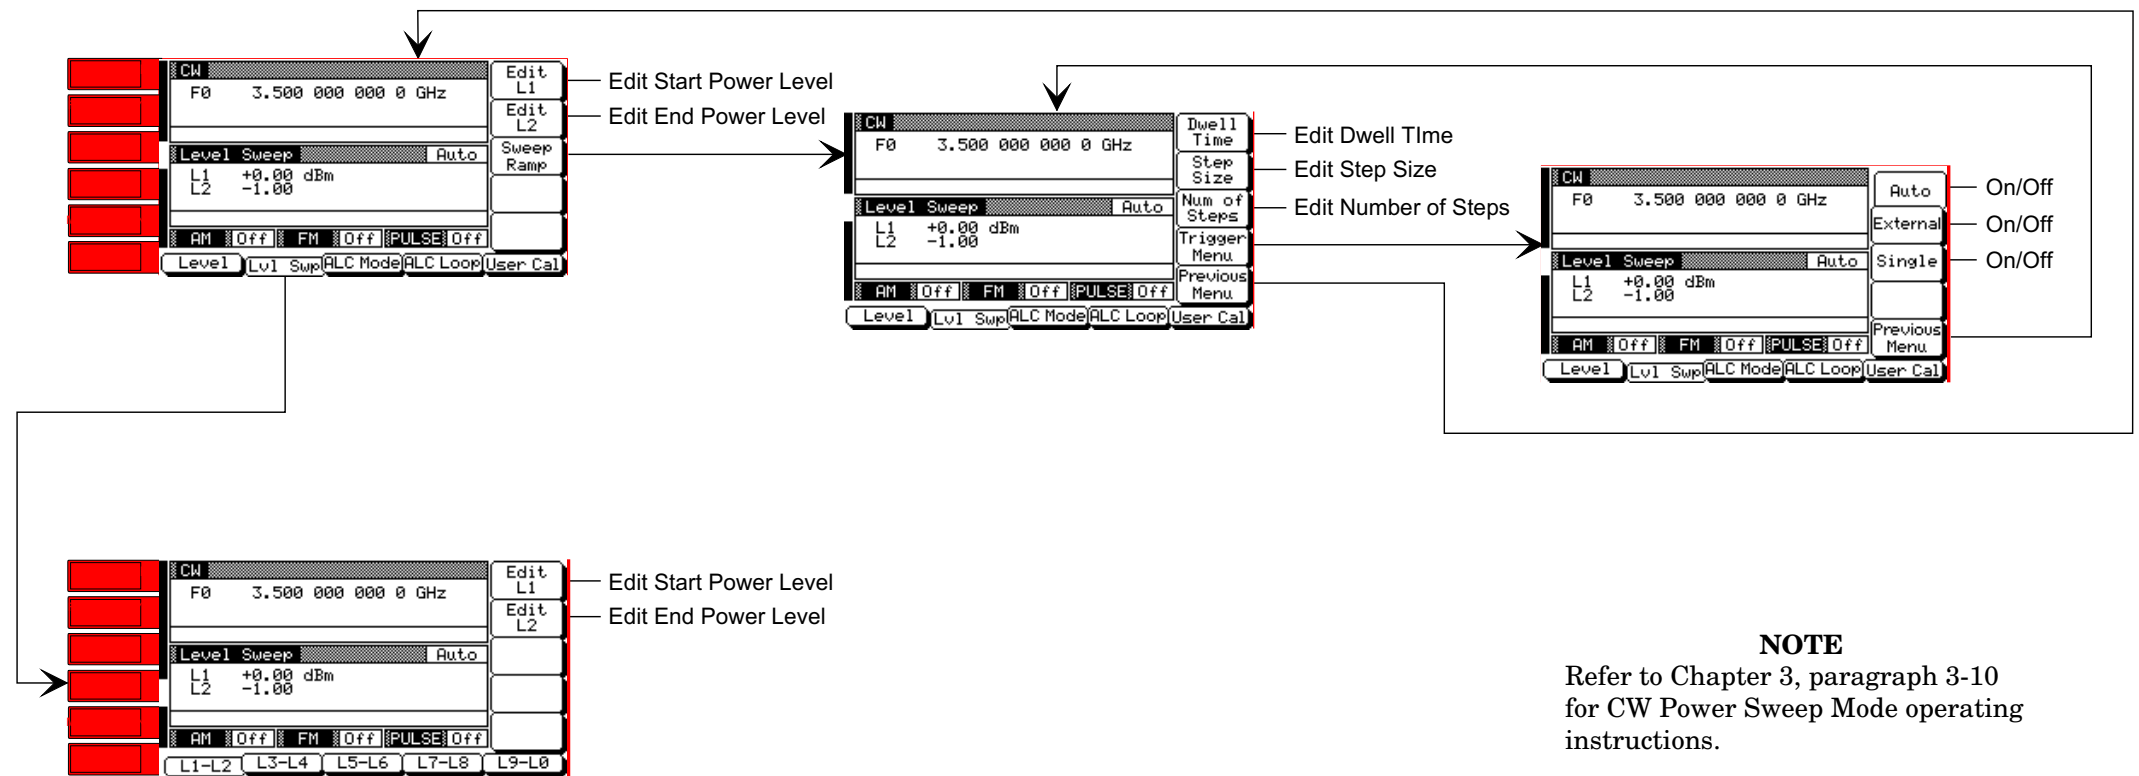 CW
F0 3.500 000 000 0 GHz
Level Sweep Auto
L1 +0.00 dBm
L2 -1.00
AM Off FM Off PULSE Off
Level Lvl Swp ALC Mode ALC Loop User Cal
Edit
L1
Edit
L2
Sweep
Ramp
Edit Start Power Level
Edit End Power Level
CW
F0 3.500 000 000 0 GHz
Level Sweep Auto
L1 +0.00 dBm
L2 -1.00
AM Off FM Off PULSE Off
Level Lvl Swp ALC Mode ALC Loop User Cal
Dwell
Time
Step
Size
Num of
Steps
Trigger
Menu
Previous
Menu
Edit Dwell TIme
Edit Step Size
Edit Number of Steps
CW
F0 3.500 000 000 0 GHz
Level Sweep Auto
L1 +0.00 dBm
L2 -1.00
AM Off FM Off PULSE Off
Level Lvl Swp ALC Mode ALC Loop User Cal
Auto
External
Single
Previous
Menu
On/Off
On/Off
On/Off
CW
F0 3.500 000 000 0 GHz
Level Sweep Auto
L1 +0.00 dBm
L2 -1.00
AM Off FM Off PULSE Off
L1-L2 L3-L4 L5-L6 L7-L8 L9-L0
Edit
L1
Edit
L2
Edit Start Power Level
Edit End Power Level
NOTE
Refer to Chapter 3, paragraph 3-10
for CW Power Sweep Mode operating
instructions.